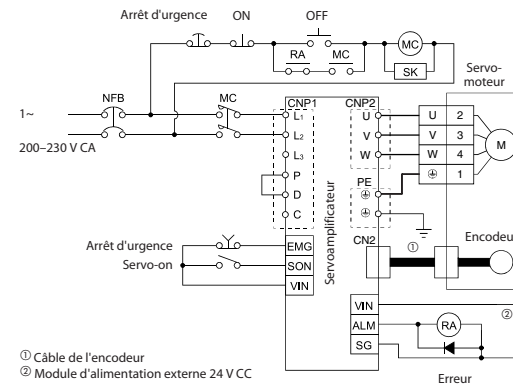 Arrêt d'urgence ON OFF
RA MC
MC
SK
Servo-
moteur
NFB MC CNP1 CNP2
1~
200–230 V CA
L1 U U 2
L2 V V 3
L3 W W 4
M
P PE 1
D
C
Servoamplificateur
CN2 ① Encodeu
Arrêt d'urgence EMG
Servo-on SON
VIN
VIN ②
ALM RA
SG
① Câble de l'encodeur
② Module d'alimentation externe 24 V CC
Erreur